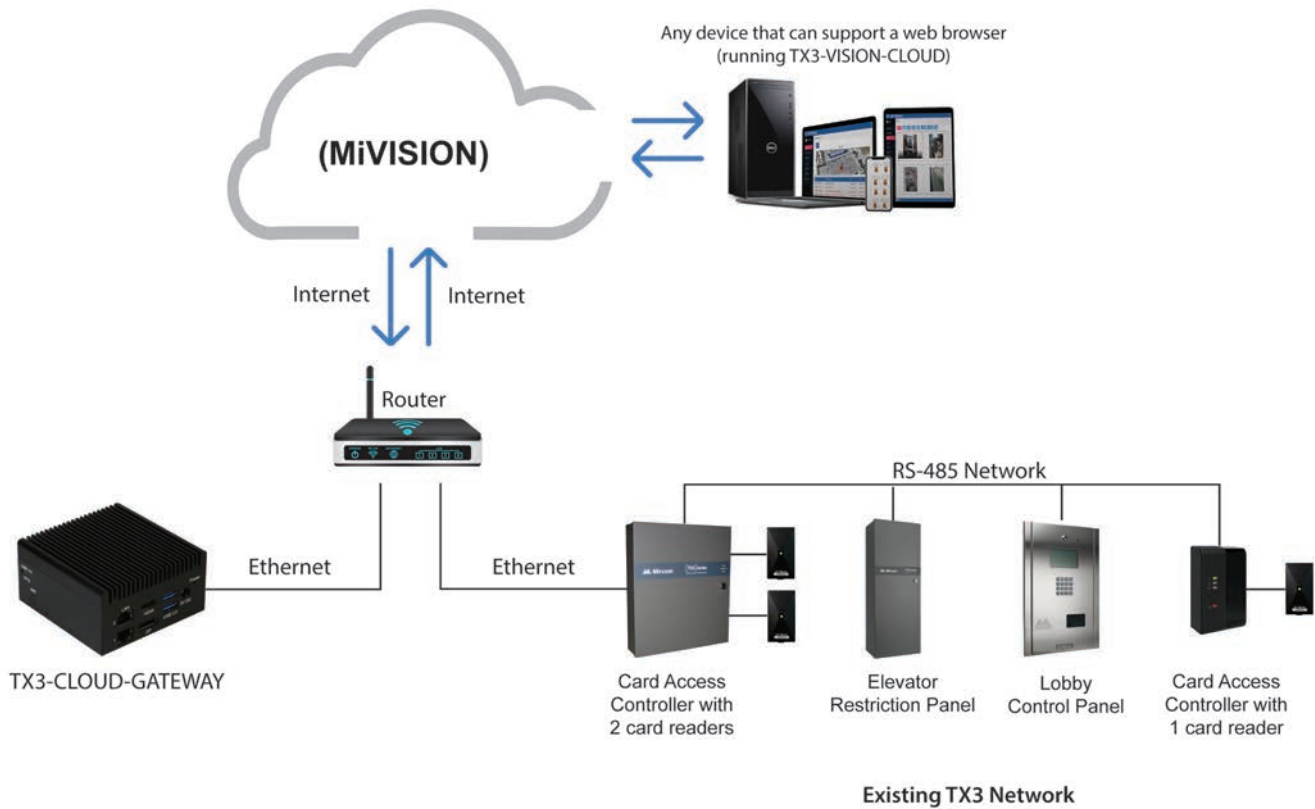 Any device that can support a web browser
(running TX3-VISION-CLOUD)
(MiVISION)
Internet
Internet
Router
RS-485 Network
Ethernet
Ethernet
Mircom
TX3-CLOUD-GATEWAY
Card Access
Controller with
2 card readers
Elevator
Restriction Panel
Lobby
Control Panel
Card Access
Controller with
1 card reader
Existing TX3 Network